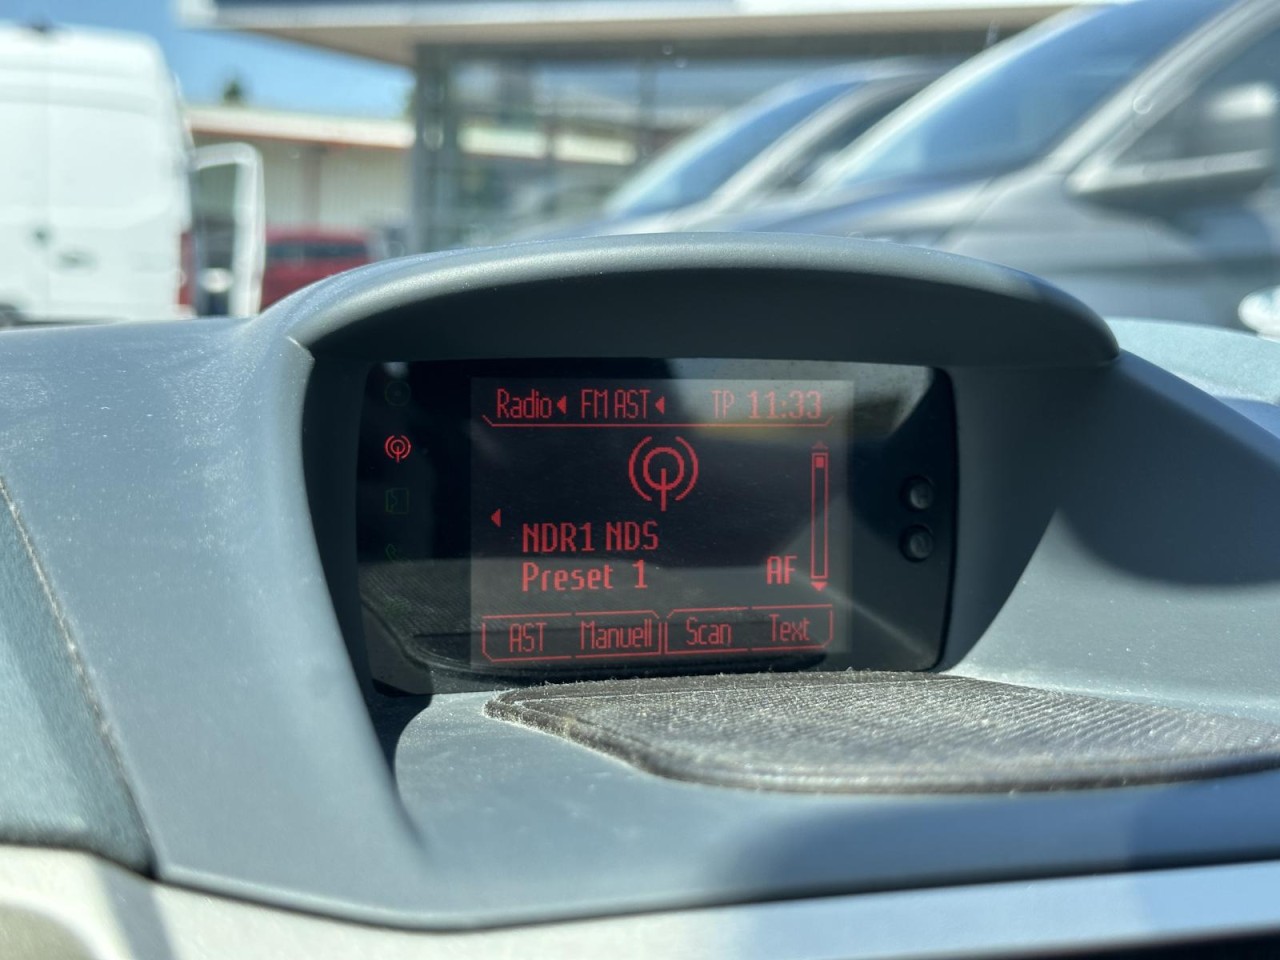 Radio FM AST TP 11:33
NDR1 NDS
Preset 1 AF
AST Manuell Scan Text